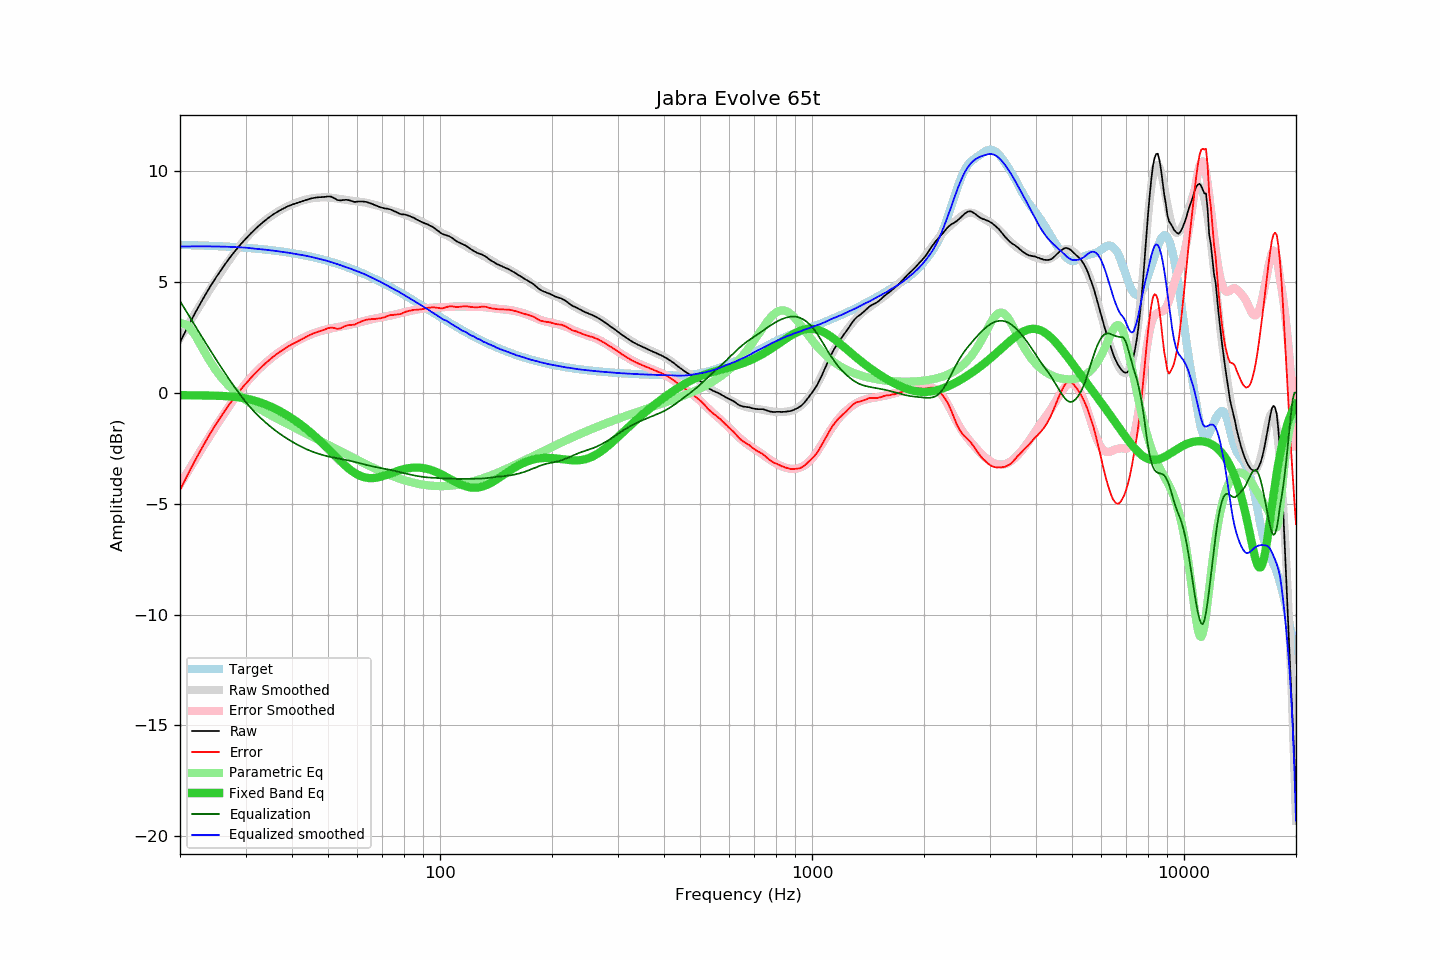 Jabra Evolve 65t
Amplitude (dBr)
10
5
0
−5
−10
−15
−20
Target
Raw Smoothed
Error Smoothed
Raw
Error
Parametric Eq
Fixed Band Eq
Equalization
Equalized smoothed
100
1000
10000
Frequency (Hz)